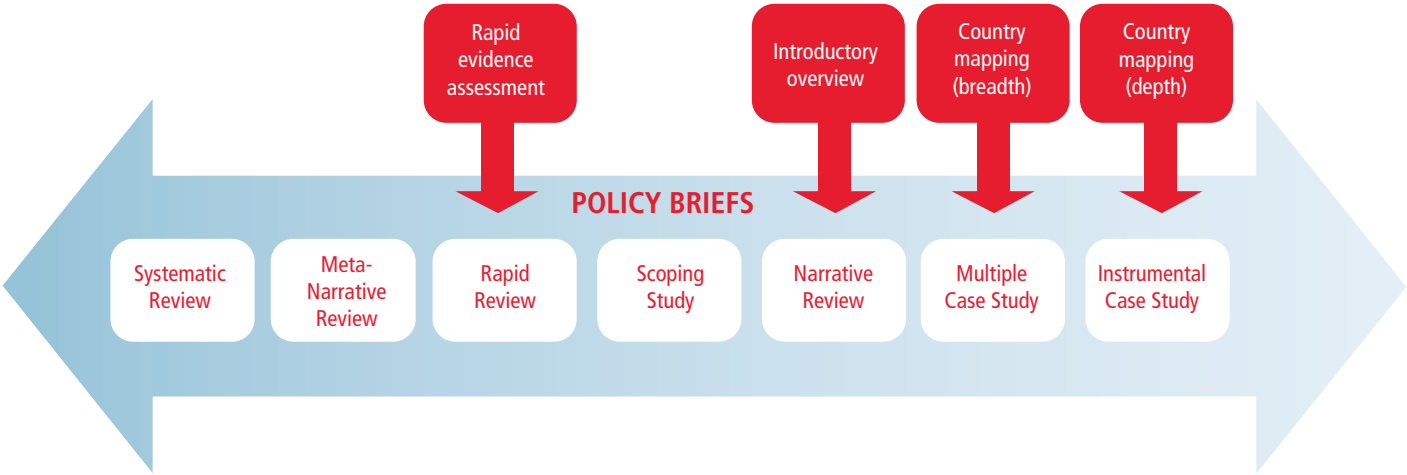 Rapid
evidence
assessment
Introductory
overview
Country
mapping
(breadth)
Country
mapping
(depth)
POLICY BRIEFS
Systematic
Review
Meta-
Narrative
Review
Rapid
Review
Scoping
Study
Narrative
Review
Multiple
Case Study
Instrumental
Case Study